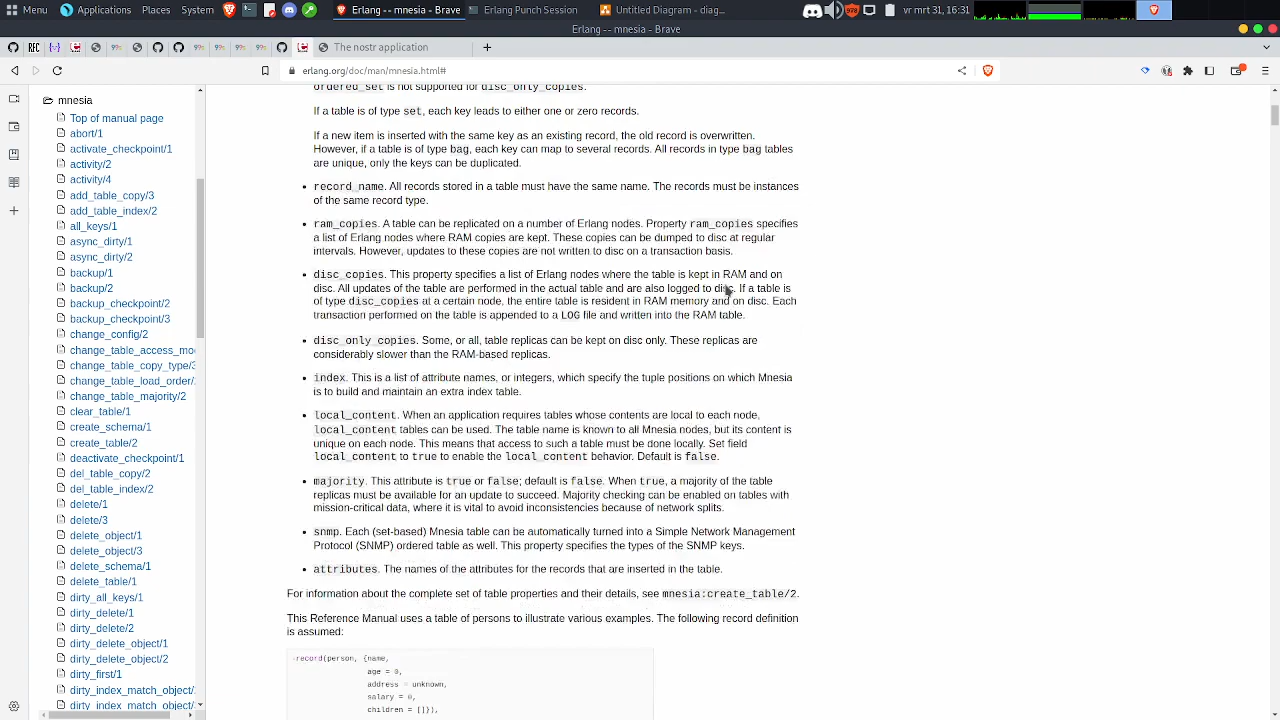 Menu Applications Places System Erlang -- mnesia - Brave Erlang Punch Session Untitled Diagram - diag... 978 vr mrt 31, 16:31
Erlang -- mnesia - Brave
The nostr application
erlang.org/doc/man/mnesia.html#
mnesia
Top of manual page
abort/1
activate_checkpoint/1
activity/2
activity/4
add_table_copy/3
add_table_index/2
all_keys/1
async_dirty/1
async_dirty/2
backup/1
backup/2
backup_checkpoint/2
backup_checkpoint/3
change_config/2
change_table_access_mo
change_table_copy_type/3
change_table_load_order/
change_table_majority/2
clear_table/1
create_schema/1
create_table/2
deactivate_checkpoint/1
del_table_copy/2
del_table_index/2
delete/1
delete/3
delete_object/1
delete_object/3
delete_schema/1
delete_table/1
dirty_all_keys/1
dirty_delete/1
dirty_delete/2
dirty_delete_object/1
dirty_delete_object/2
dirty_first/1
dirty_index_match_object/
dirty_index_match_object/
ordered_set is not supported for disc_only_copies.
If a table is of type set, each key leads to either one or zero records.
If a new item is inserted with the same key as an existing record, the old record is overwritten.
However, if a table is of type bag, each key can map to several records. All records in type bag tables
are unique, only the keys can be duplicated.
• record_name. All records stored in a table must have the same name. The records must be instances
of the same record type.
• ram_copies. A table can be replicated on a number of Erlang nodes. Property ram_copies specifies
a list of Erlang nodes where RAM copies are kept. These copies can be dumped to disc at regular
intervals. However, updates to these copies are not written to disc on a transaction basis.
• disc_copies. This property specifies a list of Erlang nodes where the table is kept in RAM and on
disc. All updates of the table are performed in the actual table and are also logged to disc. If a table is
of type disc_copies at a certain node, the entire table is resident in RAM memory and on disc. Each
transaction performed on the table is appended to a LOG file and written into the RAM table.
• disc_only_copies. Some, or all, table replicas can be kept on disc only. These replicas are
considerably slower than the RAM-based replicas.
• index. This is a list of attribute names, or integers, which specify the tuple positions on which Mnesia
is to build and maintain an extra index table.
• local_content. When an application requires tables whose contents are local to each node,
local_content tables can be used. The table name is known to all Mnesia nodes, but its content is
unique on each node. This means that access to such a table must be done locally. Set field
local_content to true to enable the local_content behavior. Default is false.
• majority. This attribute is true or false; default is false. When true, a majority of the table
replicas must be available for an update to succeed. Majority checking can be enabled on tables with
mission-critical data, where it is vital to avoid inconsistencies because of network splits.
• snmp. Each (set-based) Mnesia table can be automatically turned into a Simple Network Management
Protocol (SNMP) ordered table as well. This property specifies the types of the SNMP keys.
• attributes. The names of the attributes for the records that are inserted in the table.
For information about the complete set of table properties and their details, see mnesia:create_table/2.
This Reference Manual uses a table of persons to illustrate various examples. The following record definition
is assumed:
-record(person, {name,
age = 0,
address = unknown,
salary = 0,
children = []}),